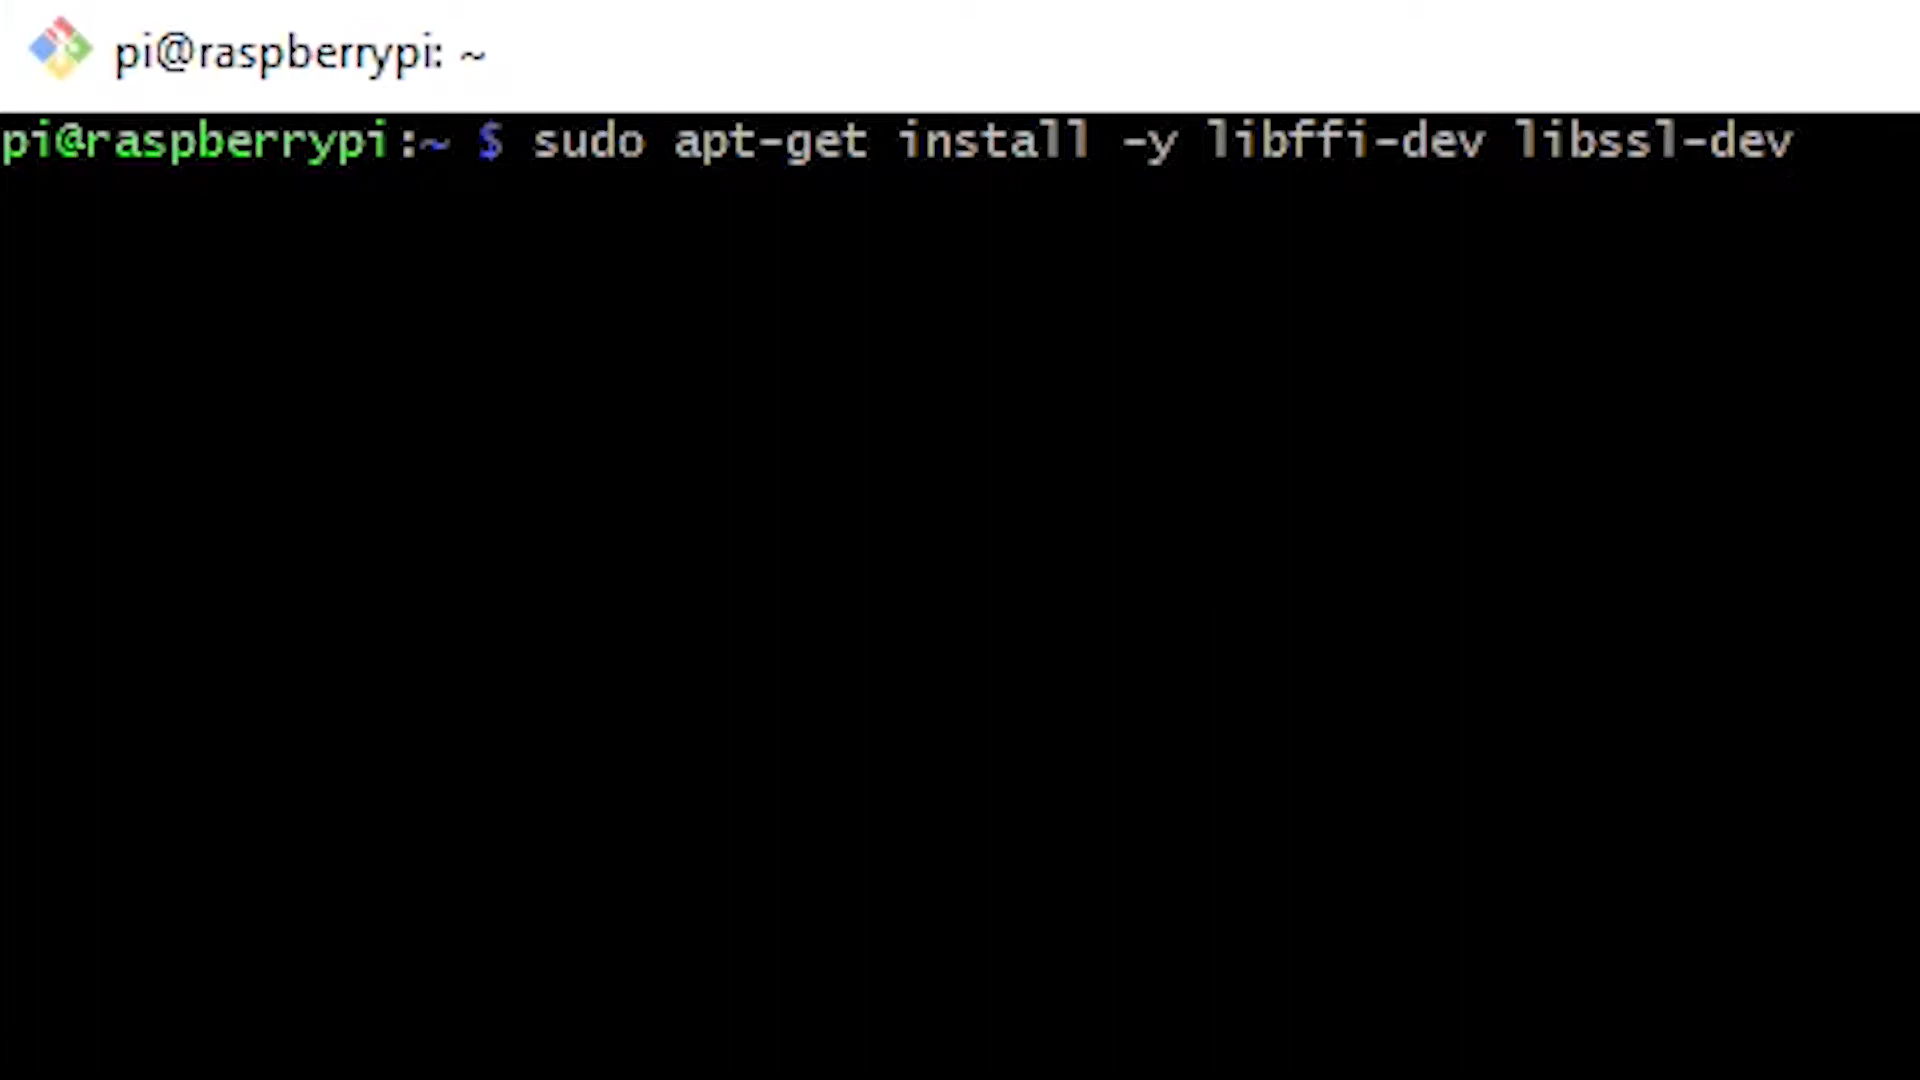 pi@raspberrypi: ~
pi@raspberrypi:~ $ sudo apt-get install -y libffi-dev libssl-dev